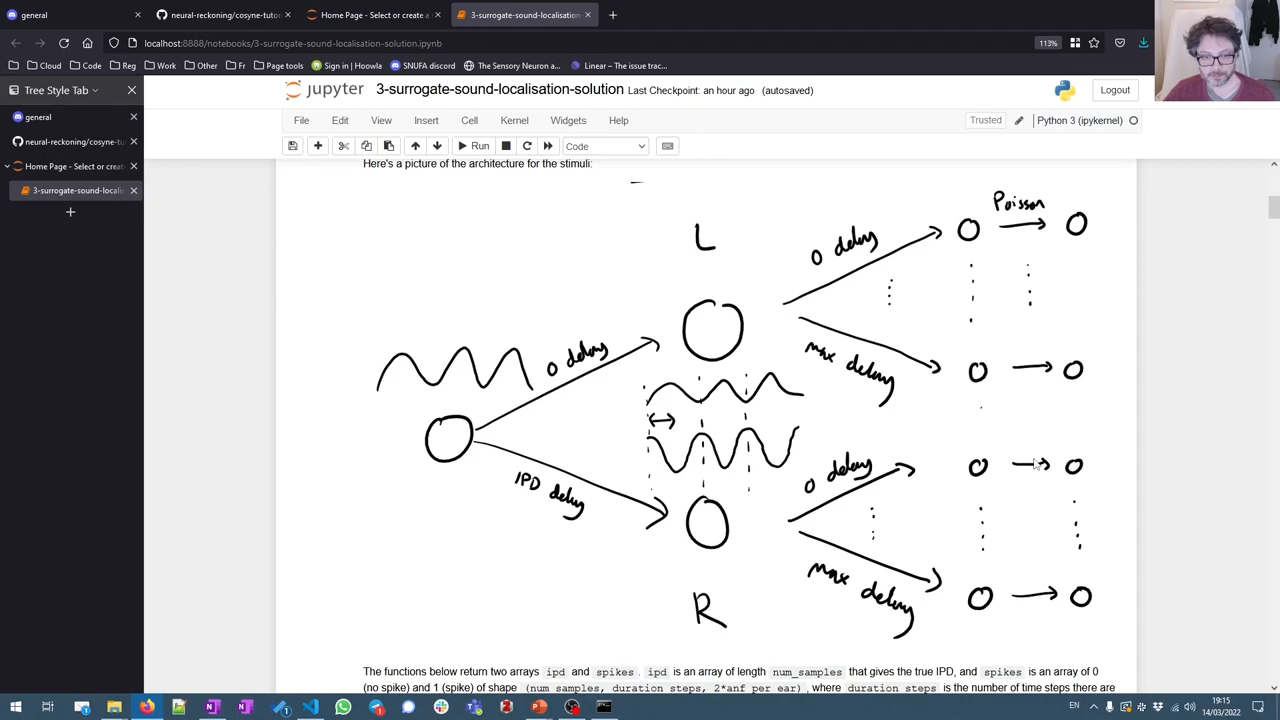 general
neural-reckoning/cosyne-tutor
Home Page - Select or create a
3-surrogate-sound-localisation
localhost:8888/notebooks/3-surrogate-sound-localisation-solution.ipynb
113%
Cloud
Code
Reg
Work
Other
Fr
Page tools
Sign in | Hoowla
SNUFA discord
The Sensory Neuron a...
Linear – The issue trac...
Tree Style Tab
general
neural-reckoning/cosyne-tu
Home Page - Select or creat
3-surrogate-sound-localis
jupyter
3-surrogate-sound-localisation-solution Last Checkpoint: an hour ago (autosaved)
Logout
File Edit View Insert Cell Kernel Widgets Help
Trusted
Python 3 (ipykernel)
Run
Code
Here's a picture of the architecture for the stimuli:
L
0 delay
Poisson
0 delay
max delay
IPD delay
0 delay
max delay
R
The functions below return two arrays ipd and spikes. ipd is an array of length num_samples that gives the true IPD, and spikes is an array of 0
(no spike) and 1 (spike) of shape (num_samples, duration_steps, 2*anf_per_ear), where duration_steps is the number of time steps there are
EN
19:15
14/03/2022